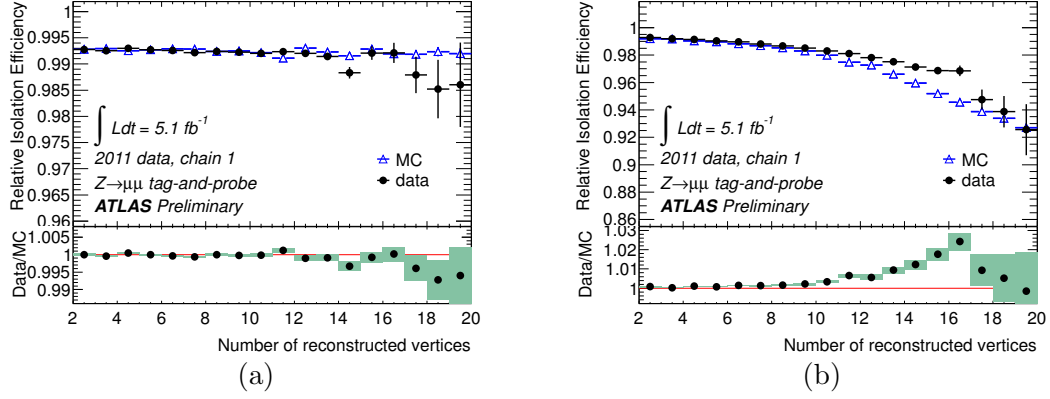 Relative Isolation Efficiency
0.995
0.99
0.985
0.98
0.975
0.97
0.965
0.96
∫ Ldt = 5.1 fb⁻¹
2011 data, chain 1
Z→μμ tag-and-probe
ATLAS Preliminary
MC
data
Data/MC
1.005
1
0.995
0.99
2 4 6 8 10 12 14 16 18 20
Number of reconstructed vertices
(a)
Relative Isolation Efficiency
1
0.98
0.96
0.94
0.92
0.9
0.88
0.86
∫ Ldt = 5.1 fb⁻¹
2011 data, chain 1
Z→μμ tag-and-probe
ATLAS Preliminary
MC
data
Data/MC
1.03
1.02
1.01
1
2 4 6 8 10 12 14 16 18 20
Number of reconstructed vertices
(b)